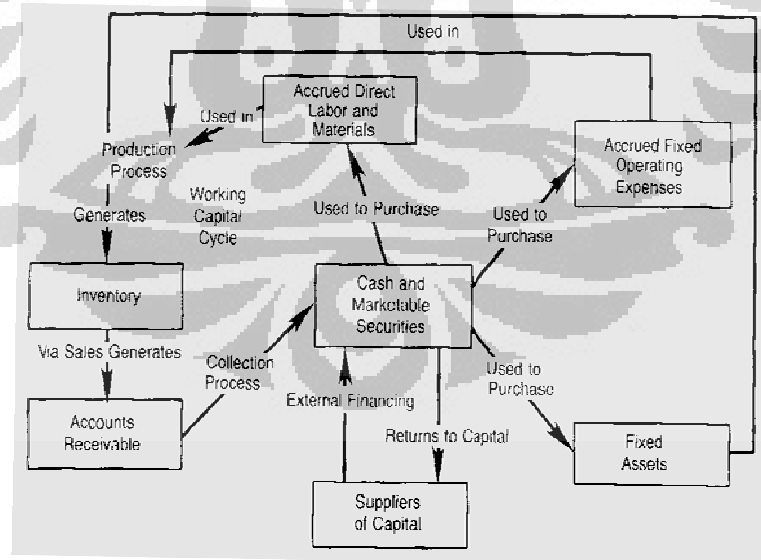 Used in
Accrued Direct
Labor and
Materials
Used in
Production
Process
Accrued Fixed
Operating
Expenses
Working
Capital
Cycle
Generates
Used to Purchase
Used to
Purchase
Inventory
Cash and
Marketable
Securities
Via Sales Generates
Collection
Process
Used to
Purchase
External Financing
Accounts
Receivable
Returns to Capital
Fixed
Assets
Suppliers
of Capital